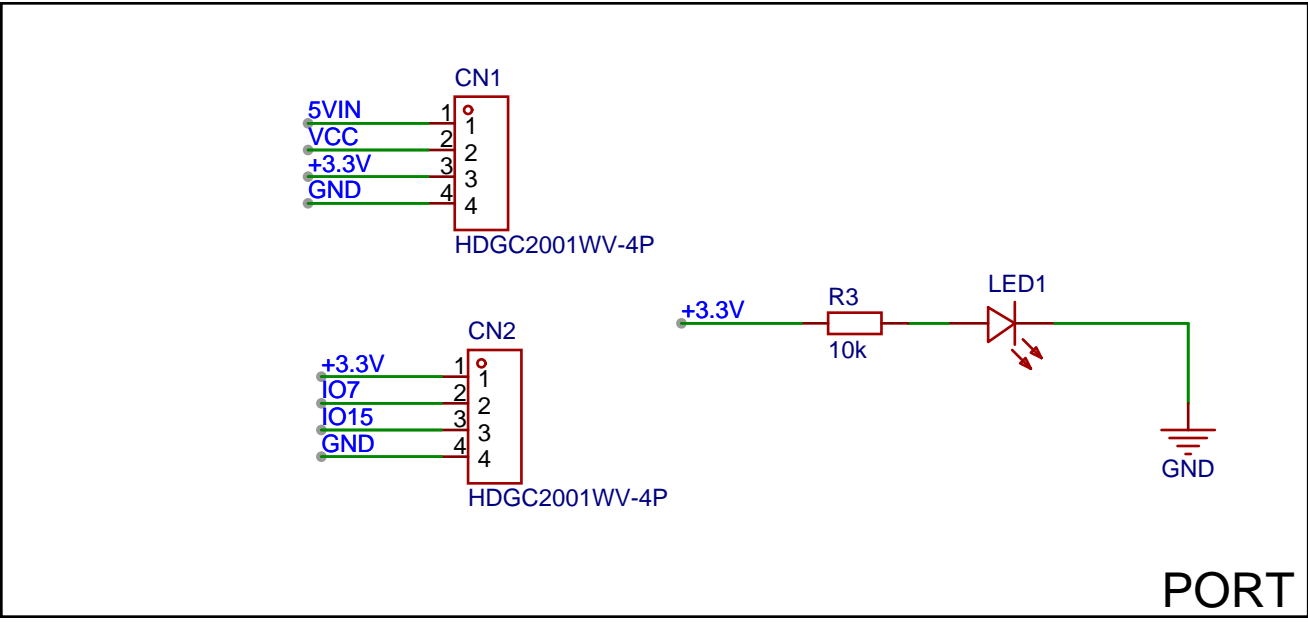 CN1
5VIN 1 1
VCC 2 2
+3.3V 3 3
GND 4 4
HDGC2001WV-4P
CN2
+3.3V 1 1
IO7 2 2
IO15 3 3
GND 4 4
HDGC2001WV-4P
+3.3V
R3
10k
LED1
GND
PORT